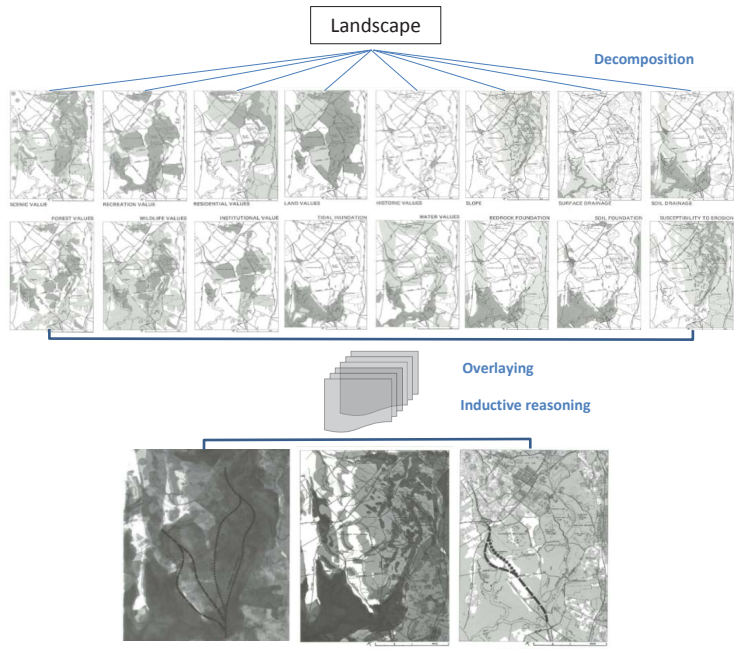 Landscape
Decomposition
SCENIC VALUE RECREATION VALUE RESIDENTIAL VALUES LAND VALUES HISTORIC VALUES SLOPE SURFACE DRAINAGE SOIL DRAINAGE
FOREST VALUES WILDLIFE VALUES INSTITUTIONAL VALUE TIDAL INUNDATION WATER VALUES BEDROCK FOUNDATION SOIL FOUNDATION SUSCEPTIBILITY TO EROSION
Overlaying
Inductive reasoning